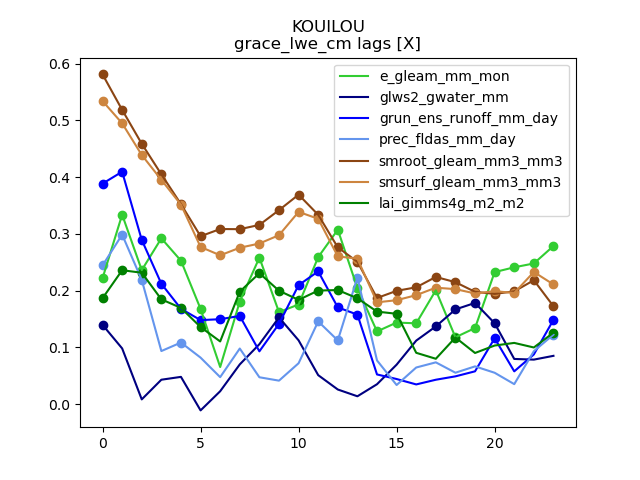 KOUILOU
grace_lwe_cm lags [X]
0.6
0.5
0.4
0.3
0.2
0.1
0.0
e_gleam_mm_mon
glws2_gwater_mm
grun_ens_runoff_mm_day
prec_fldas_mm_day
smroot_gleam_mm3_mm3
smsurf_gleam_mm3_mm3
lai_gimms4g_m2_m2
0 5 10 15 20